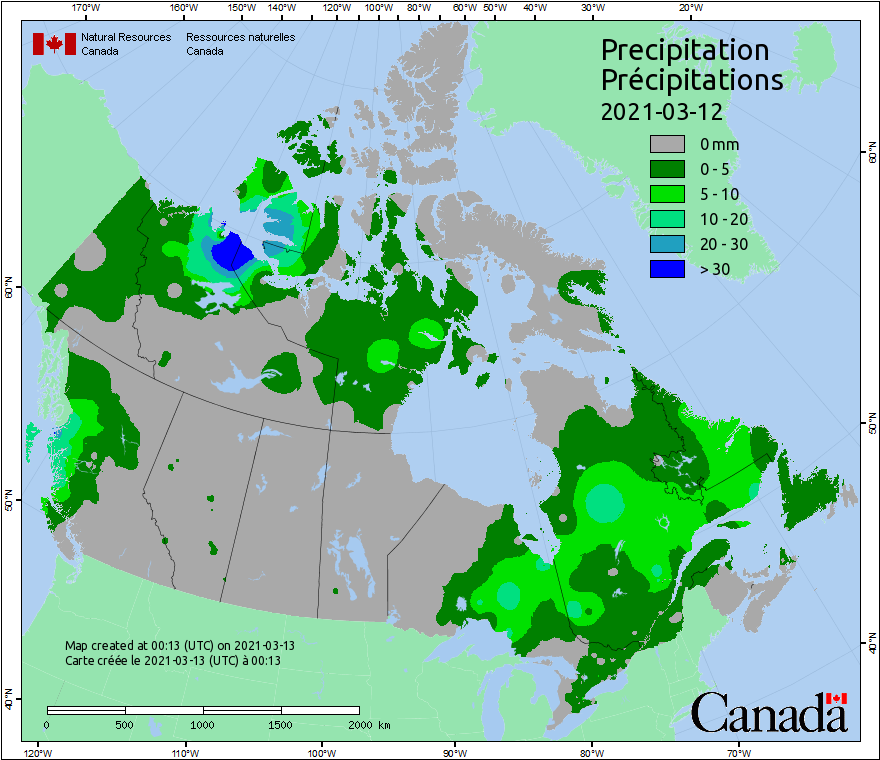 170°W 160°W 150°W 140°W 120°W 100°W 80°W 60°W 50°W 40°W 30°W 20°W
Natural Resources Ressources naturelles
Canada Canada
Precipitation
Précipitations
2021-03-12
0 mm
0 - 5
5 - 10
10 - 20
20 - 30
> 30
60°N
60°N
50°N
50°N
40°N
40°N
Map created at 00:13 (UTC) on 2021-03-13
Carte créée le 2021-03-13 (UTC) à 00:13
0 500 1000 1500 2000 km
Canada
120°W 110°W 100°W 90°W 80°W 70°W